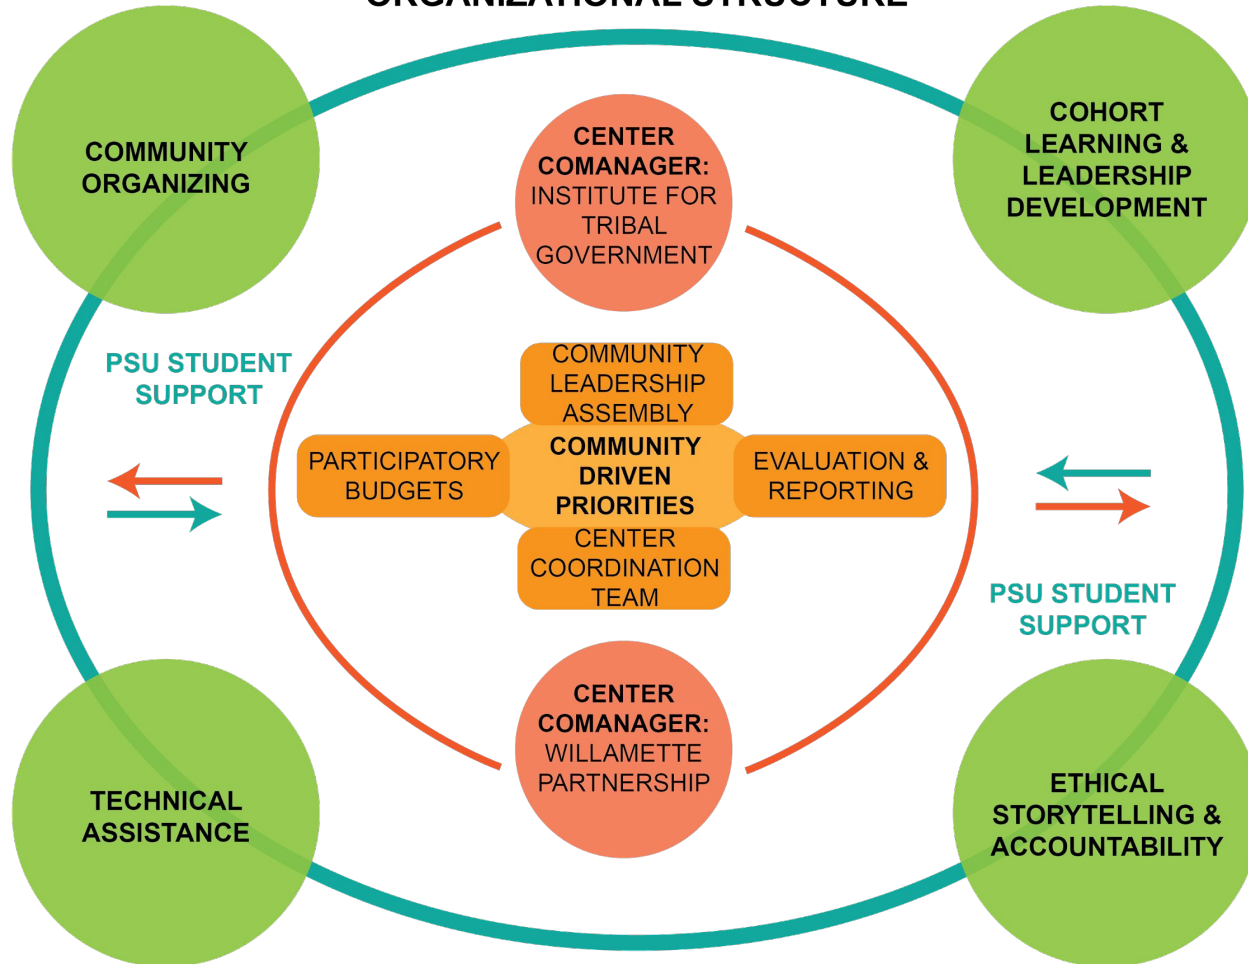 ORGANIZATIONAL STRUCTURE
COMMUNITY
ORGANIZING
CENTER
COMANAGER:
INSTITUTE FOR
TRIBAL
GOVERNMENT
COHORT
LEARNING &
LEADERSHIP
DEVELOPMENT
PSU STUDENT
SUPPORT
COMMUNITY
LEADERSHIP
ASSEMBLY
PARTICIPATORY
BUDGETS
COMMUNITY
DRIVEN
PRIORITIES
EVALUATION &
REPORTING
CENTER
COORDINATION
TEAM
PSU STUDENT
SUPPORT
CENTER
COMANAGER:
WILLAMETTE
PARTNERSHIP
TECHNICAL
ASSISTANCE
ETHICAL
STORYTELLING &
ACCOUNTABILITY